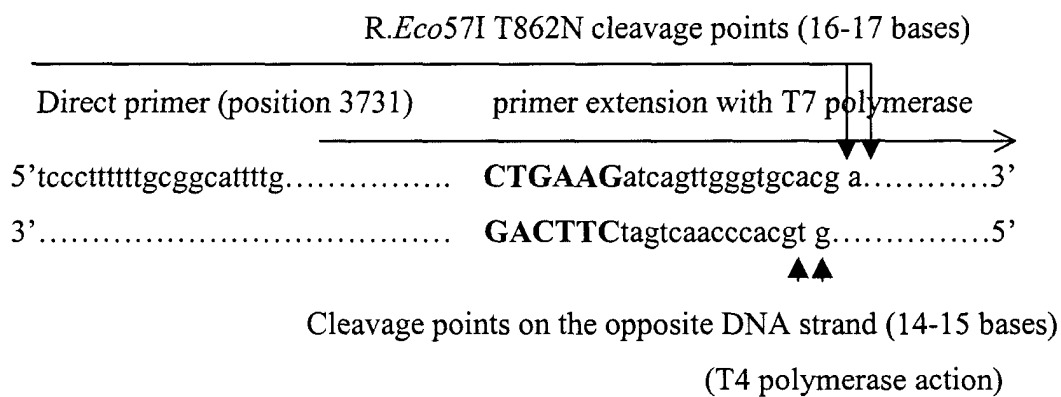 R.Eco57I T862N cleavage points (16-17 bases)
Direct primer (position 3731) primer extension with T7 polymerase
5’tcccttttttgcggcattttg................ CTGAAGatcagttgggtgcacg a............3’
3’......................................... GACTTCtagtcaacccacgt g...............5’
Cleavage points on the opposite DNA strand (14-15 bases)
(T4 polymerase action)